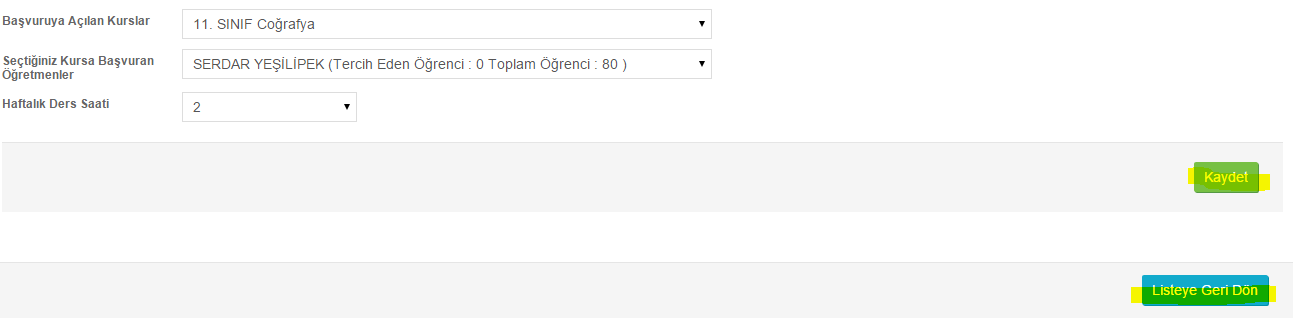 Başvuruya Açılan Kurslar
11. SINIF Coğrafya
Seçtiğiniz Kursa Başvuran
Öğretmenler
SERDAR YEŞİLİPEK (Tercih Eden Öğrenci : 0 Toplam Öğrenci : 80 )
Haftalık Ders Saati
2
Kaydet
Listeye Geri Dön